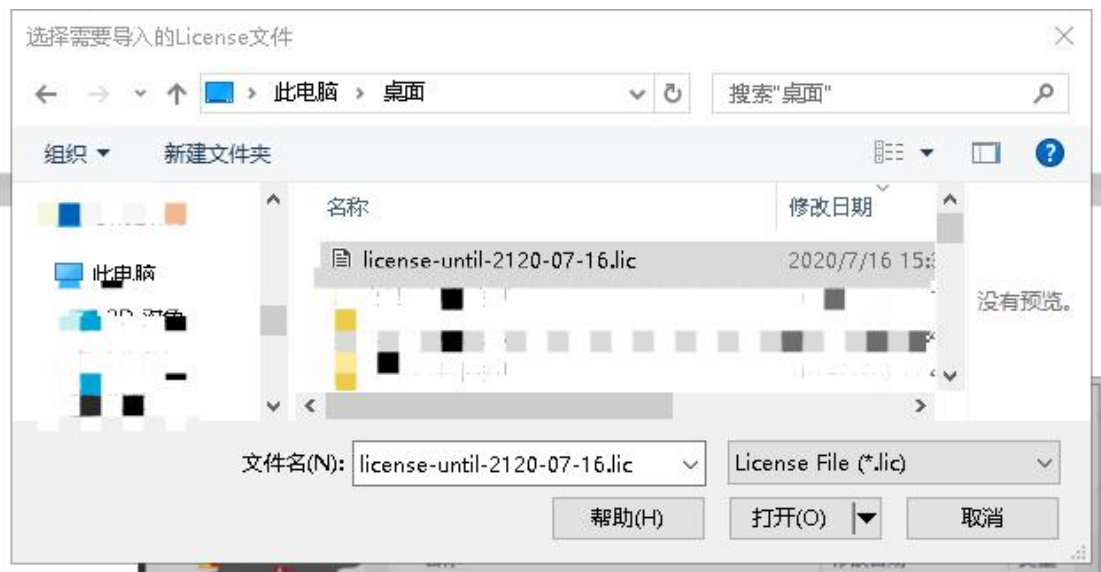 选择需要导入的License文件
此电脑 › 桌面
搜索"桌面"
组织
新建文件夹
名称
修改日期
license-until-2120-07-16.lic
2020/7/16 15:
此电脑
没有预览。
文件名(N):
license-until-2120-07-16.lic
License File (*.lic)
帮助(H)
打开(O)
取消